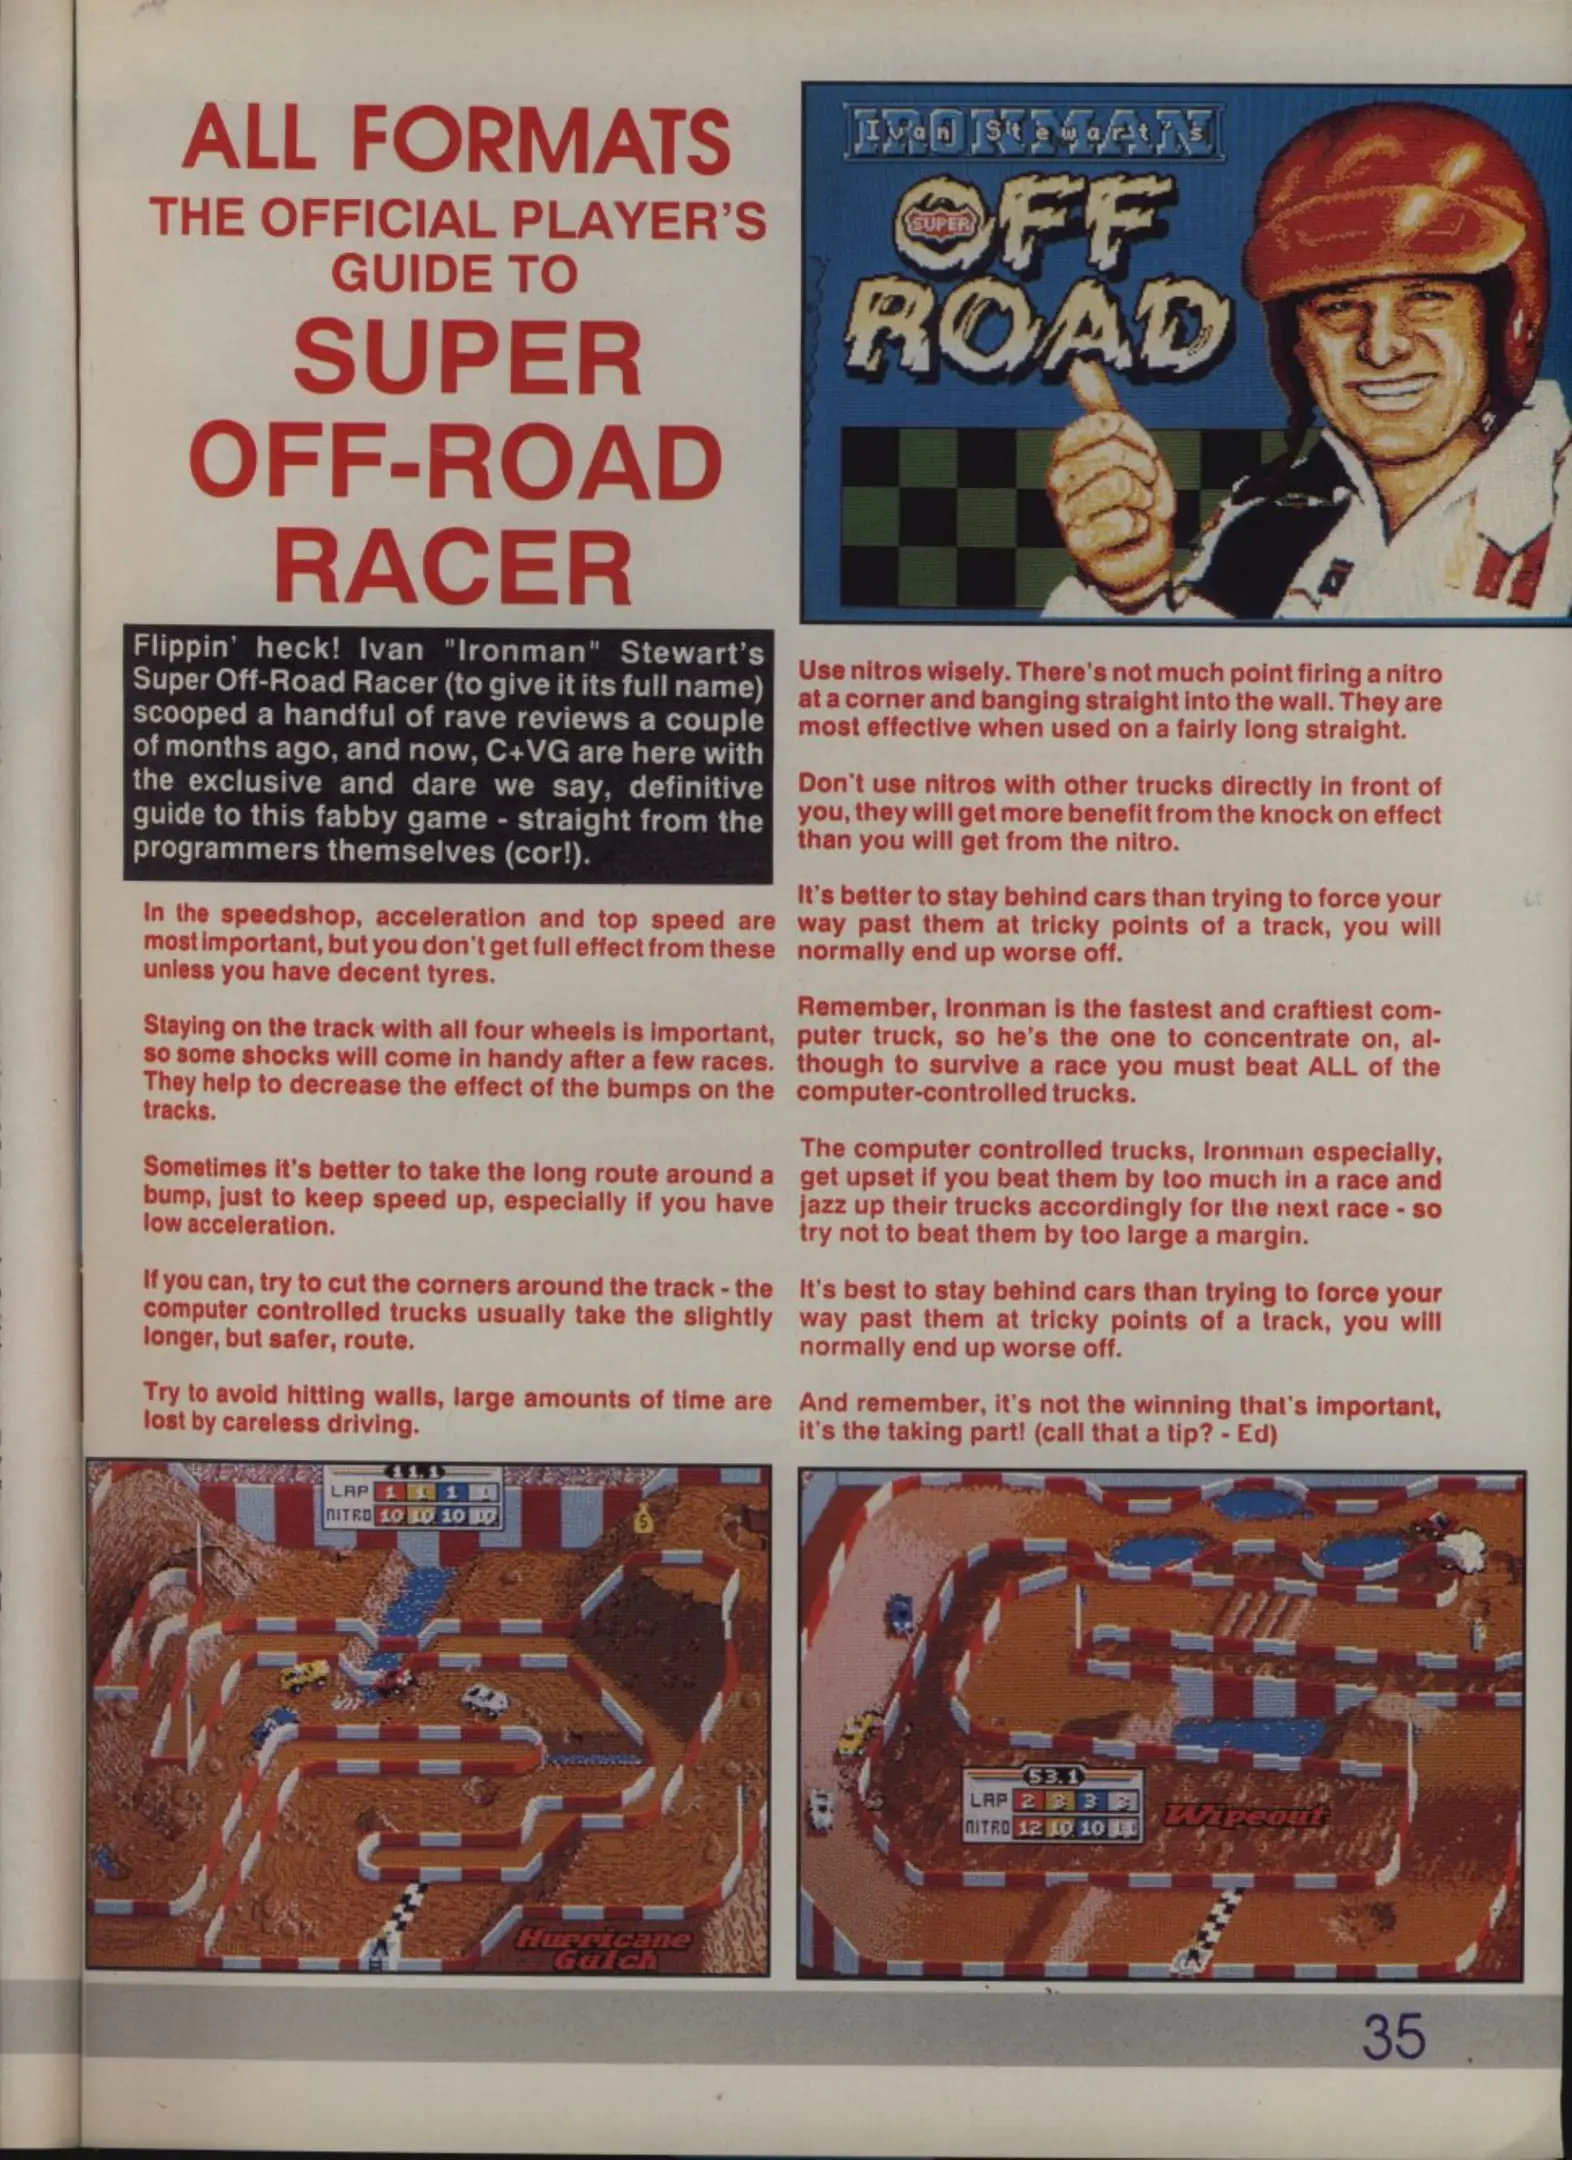 ALL FORMATS
THE OFFICIAL PLAYER'S
GUIDE TO
SUPER
OFF-ROAD
RACER
Flippin' heck! Ivan "Ironman" Stewart's
Super Off-Road Racer (to give it its full name)
scooped a handful of rave reviews a couple
of months ago, and now, C+VG are here with
the exclusive and dare we say, definitive
guide to this fabby game - straight from the
programmers themselves (cor!).
In the speedshop, acceleration and top speed are
most important, but you don't get full effect from these
unless you have decent tyres.
Staying on the track with all four wheels is important,
so some shocks will come in handy after a few races.
They help to decrease the effect of the bumps on the
tracks.
Sometimes it's better to take the long route around a
bump, just to keep speed up, especially if you have
low acceleration.
If you can, try to cut the corners around the track - the
computer controlled trucks usually take the slightly
longer, but safer, route.
Try to avoid hitting walls, large amounts of time are
lost by careless driving.
IRONMAN
Ivan Stewart's
SUPER
OFF
ROAD
Use nitros wisely. There's not much point firing a nitro
at a corner and banging straight into the wall. They are
most effective when used on a fairly long straight.
Don't use nitros with other trucks directly in front of
you, they will get more benefit from the knock on effect
than you will get from the nitro.
It's better to stay behind cars than trying to force your
way past them at tricky points of a track, you will
normally end up worse off.
Remember, Ironman is the fastest and craftiest com-
puter truck, so he's the one to concentrate on, al-
though to survive a race you must beat ALL of the
computer-controlled trucks.
The computer controlled trucks, Ironman especially,
get upset if you beat them by too much in a race and
jazz up their trucks accordingly for the next race - so
try not to beat them by too large a margin.
It's best to stay behind cars than trying to force your
way past them at tricky points of a track, you will
normally end up worse off.
And remember, it's not the winning that's important,
it's the taking part! (call that a tip? - Ed)
11.1
LAP 1 1 1 1
NITRO 10 10 10 10
$
Hurricane
Gulch
53.1
LAP 2 3 3 3
NITRO 12 10 10 11
Wipeout
35